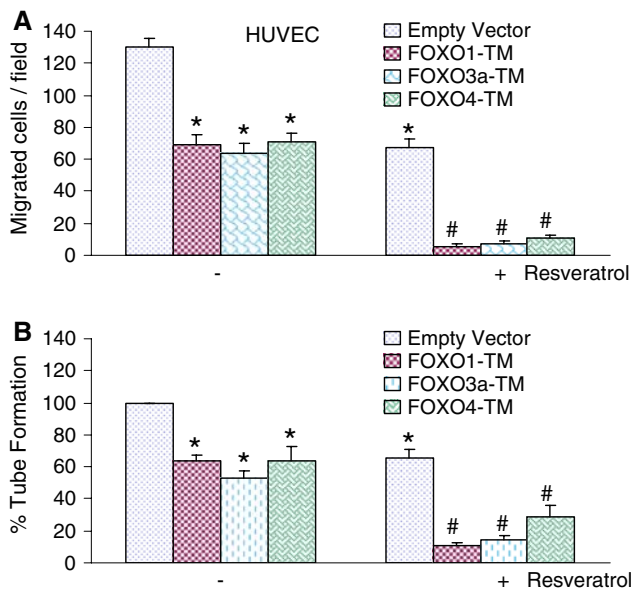 A
HUVEC
Migrated cells / field
140
120
100
80
60
40
20
0
Empty Vector
FOXO1-TM
FOXO3a-TM
FOXO4-TM
* * * * # # #
- + Resveratrol
B
% Tube Formation
140
120
100
80
60
40
20
0
Empty Vector
FOXO1-TM
FOXO3a-TM
FOXO4-TM
* * * * # # #
- + Resveratrol